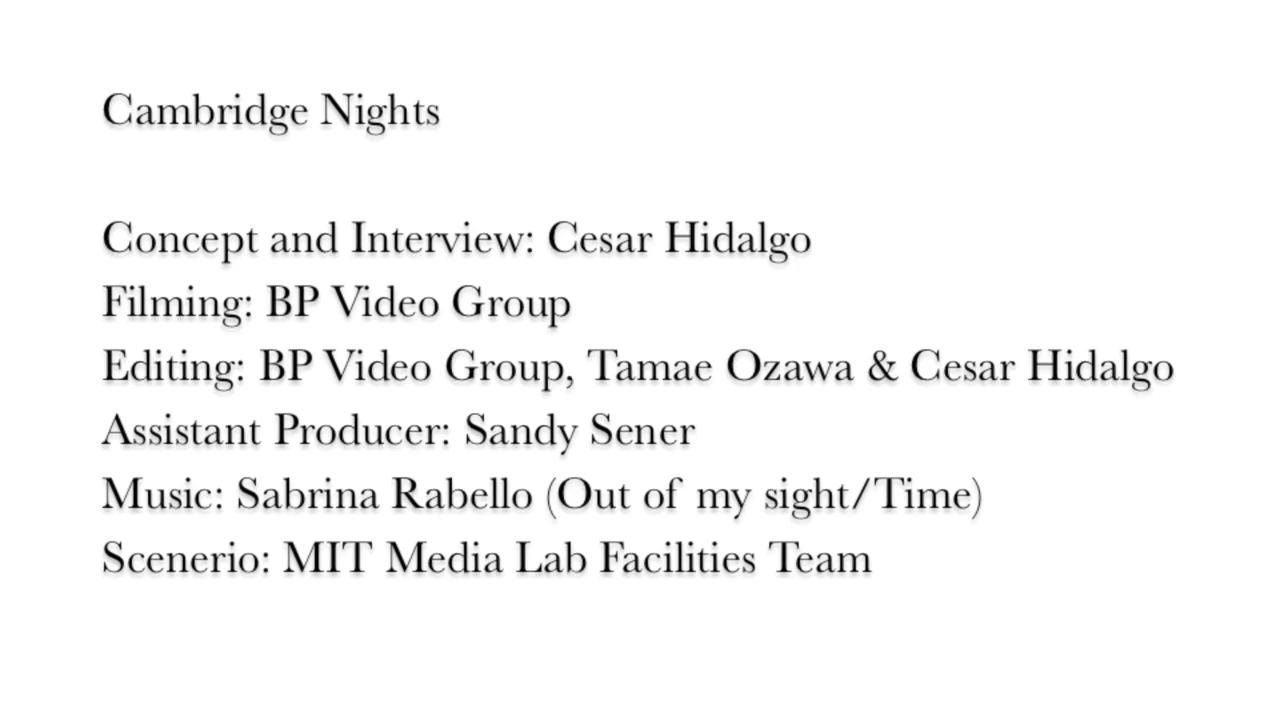 Cambridge Nights
Concept and Interview: Cesar Hidalgo
Filming: BP Video Group
Editing: BP Video Group, Tamae Ozawa & Cesar Hidalgo
Assistant Producer: Sandy Sener
Music: Sabrina Rabello (Out of my sight/Time)
Scenerio: MIT Media Lab Facilities Team